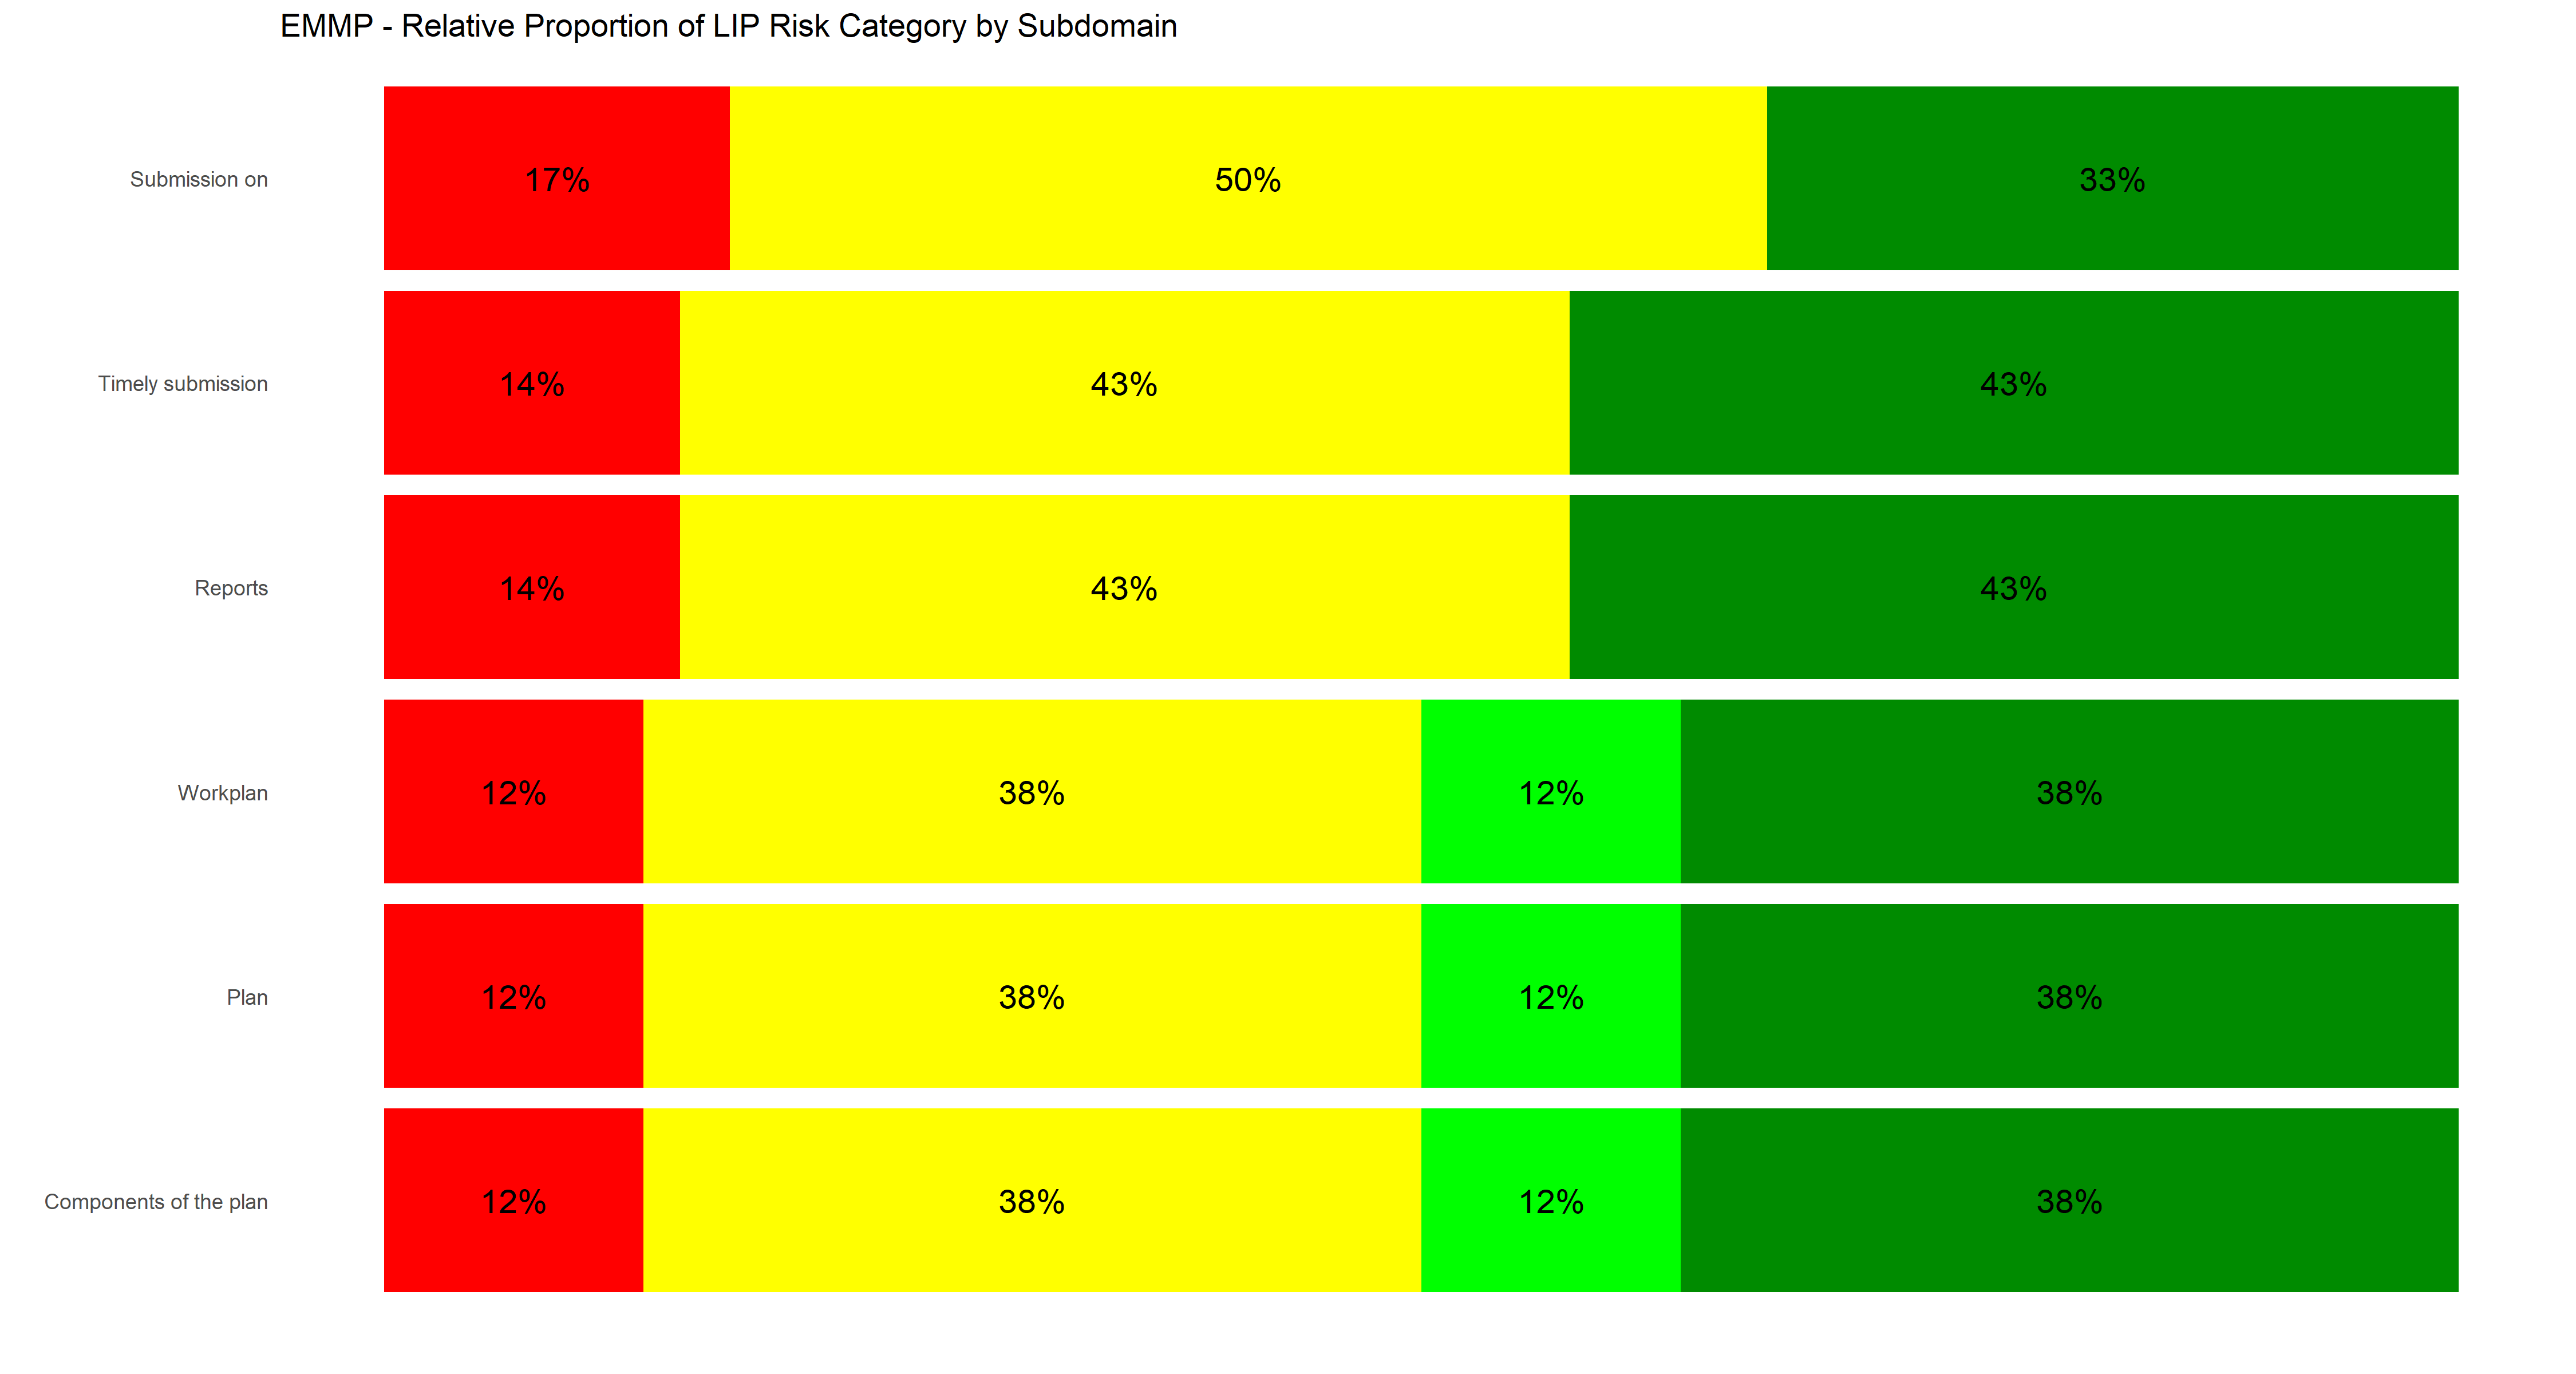 EMMP - Relative Proportion of LIP Risk Category by Subdomain
Submission on 17% 50% 33%
Timely submission 14% 43% 43%
Reports 14% 43% 43%
Workplan 12% 38% 12% 38%
Plan 12% 38% 12% 38%
Components of the plan 12% 38% 12% 38%